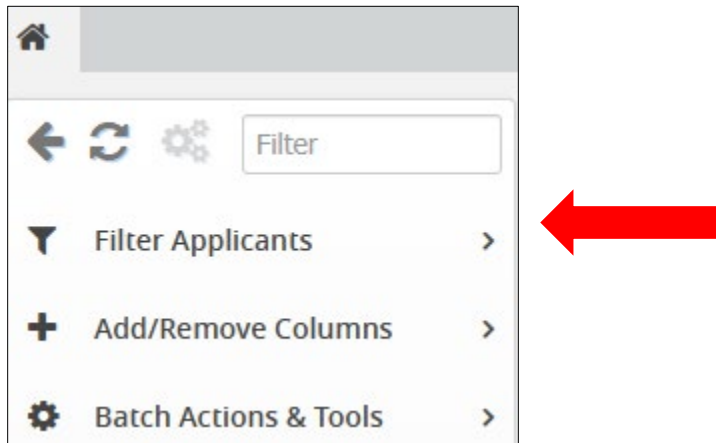 Filter
Filter Applicants
Add/Remove Columns
Batch Actions & Tools